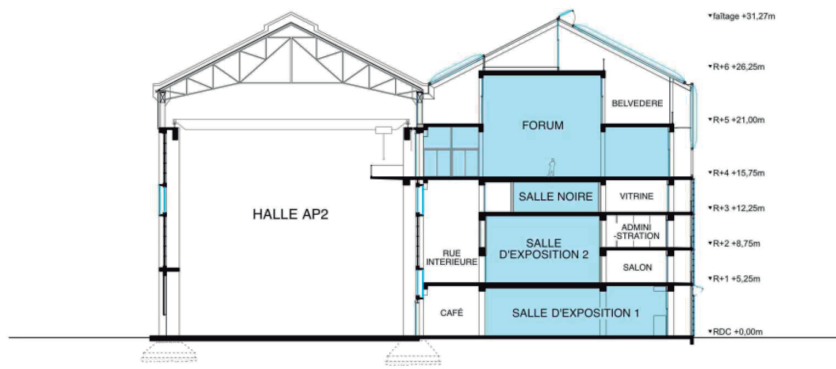 faîtage +31,27m
R+6 +26,25m
BELVEDERE
R+5 +21,00m
FORUM
R+4 +15,75m
SALLE NOIRE
VITRINE
R+3 +12,25m
HALLE AP2
ADMINI
-STRATION
SALLE
D'EXPOSITION 2
R+2 +8,75m
RUE
INTERIEURE
SALON
R+1 +5,25m
CAFÉ
SALLE D'EXPOSITION 1
RDC +0,00m